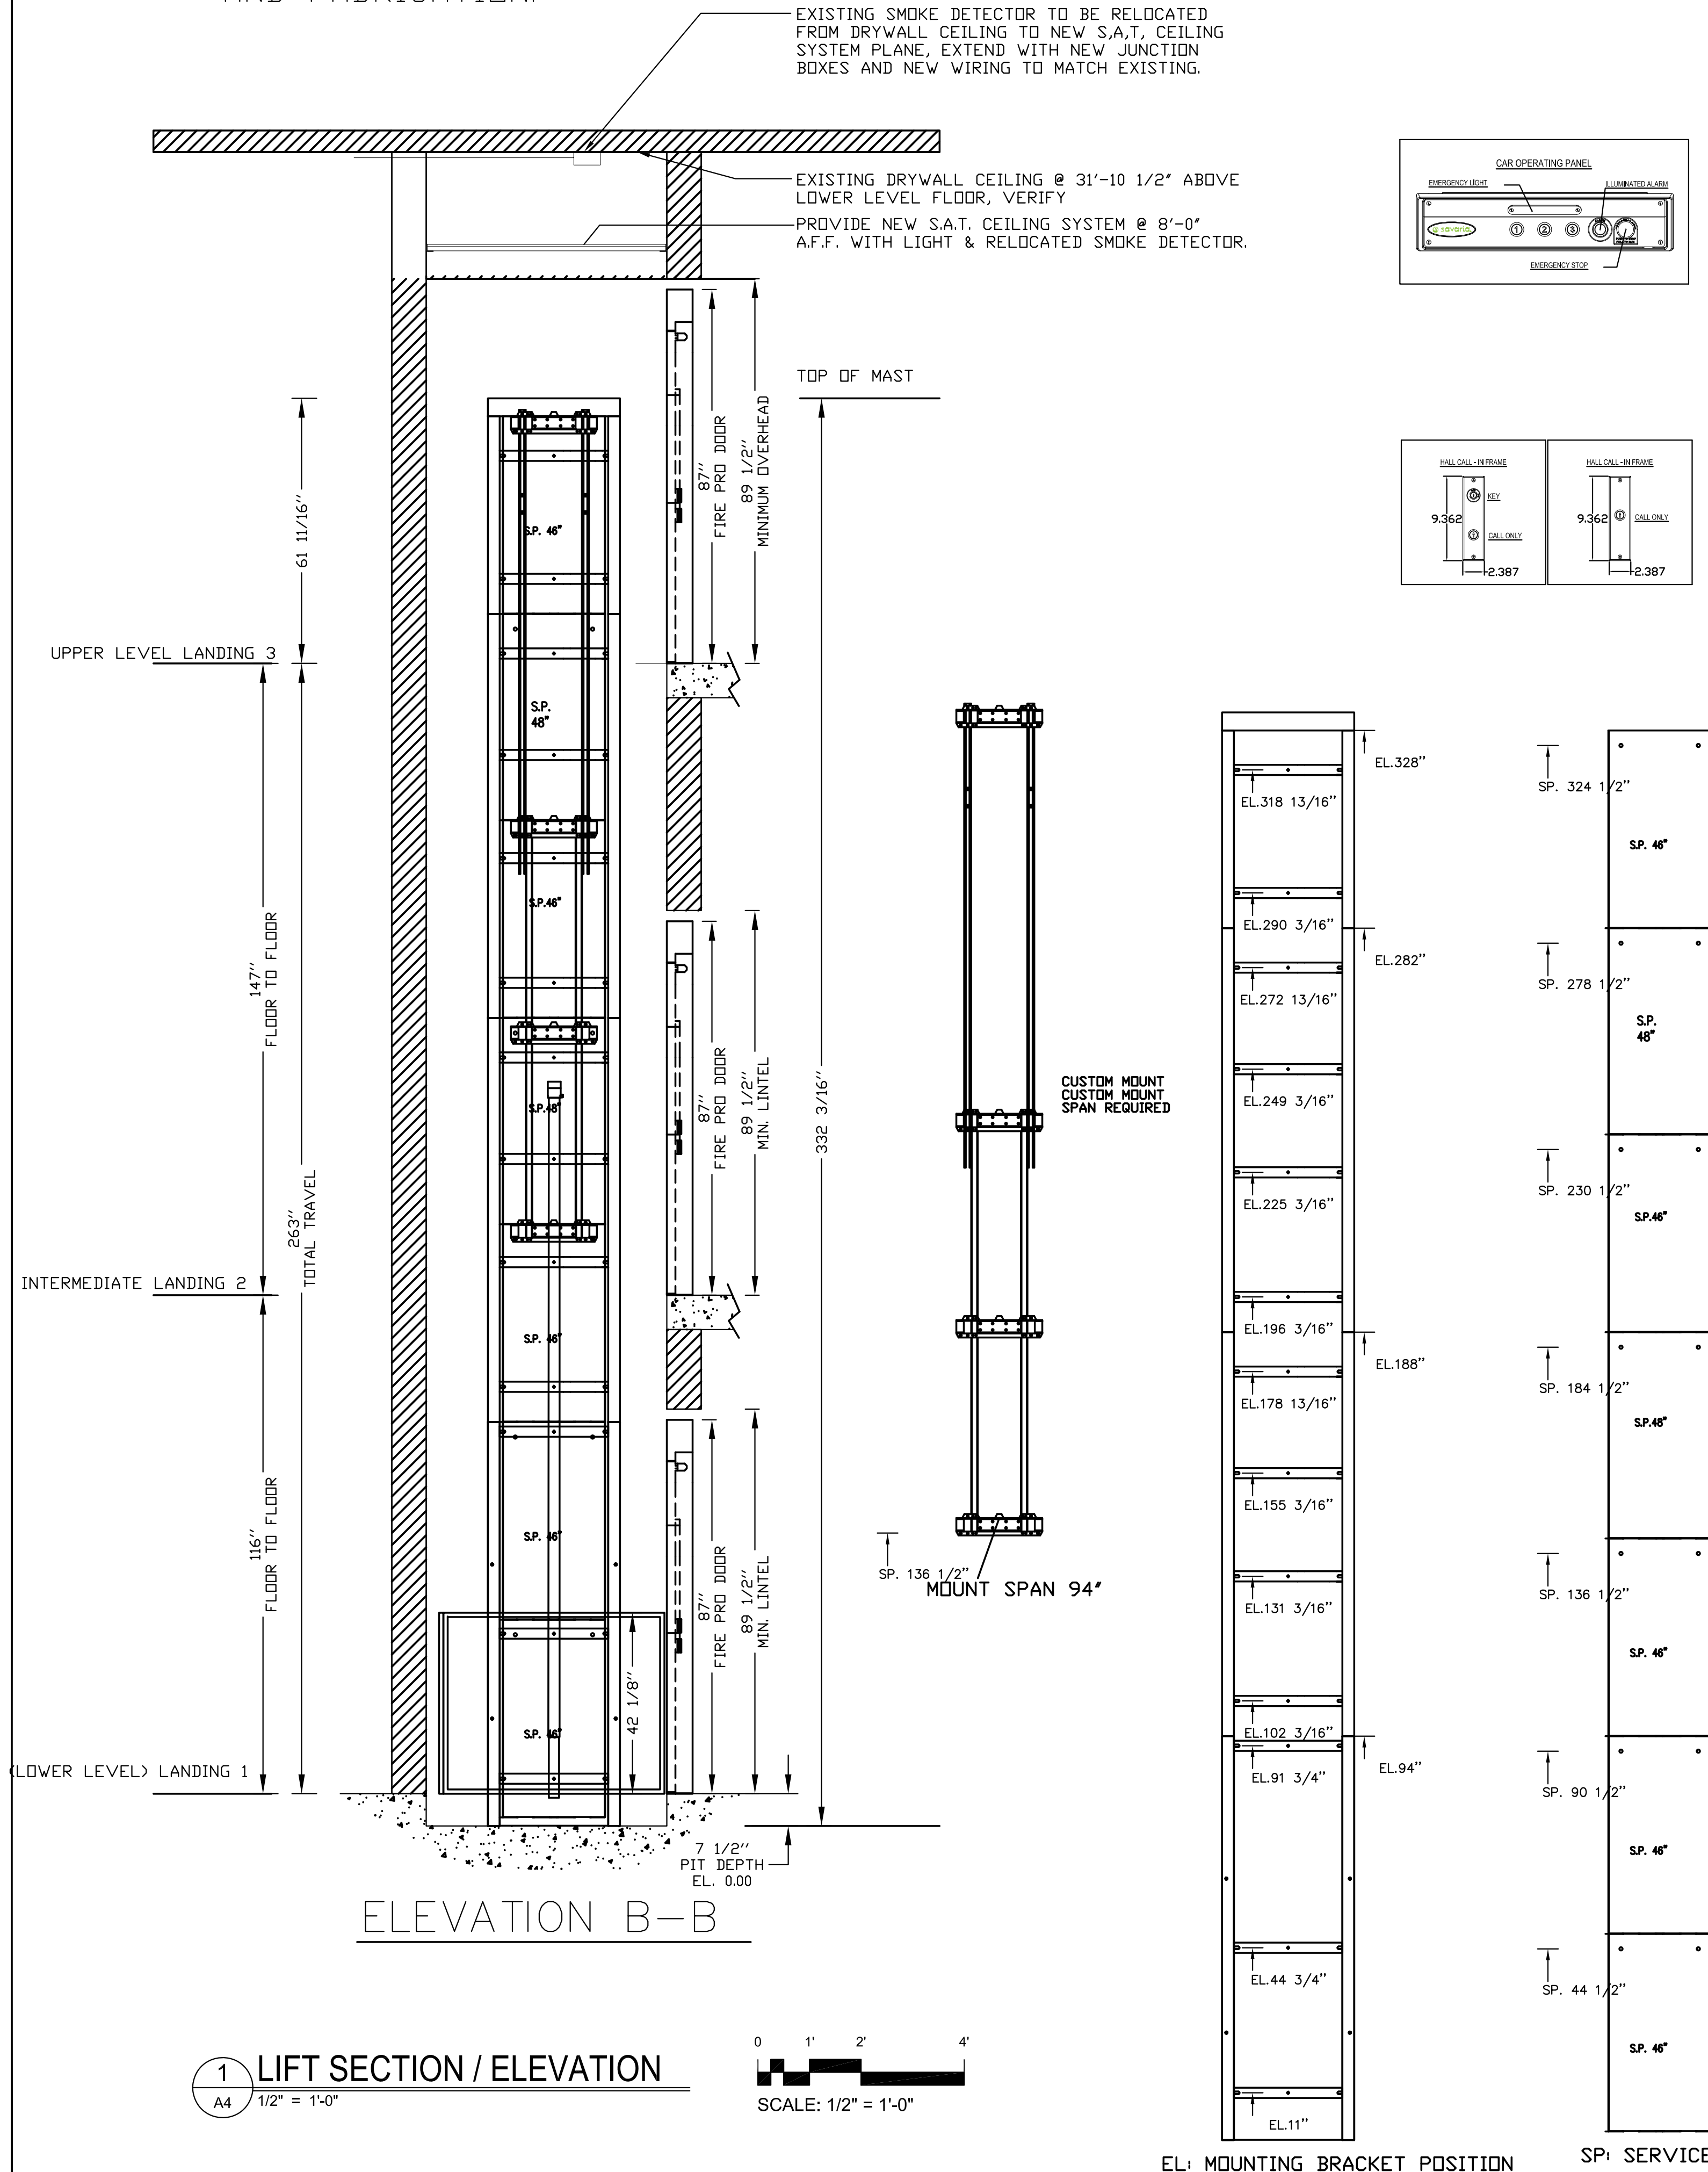 EXISTING SMOKE DETECTOR TO BE RELOCATED
FROM DRYWALL CEILING TO NEW S,A,T, CEILING
SYSTEM PLANE, EXTEND WITH NEW JUNCTION
BOXES AND NEW WIRING TO MATCH EXISTING.
EXISTING DRYWALL CEILING @ 31'-10 1/2" ABOVE
LOWER LEVEL FLOOR, VERIFY
PROVIDE NEW S.A.T. CEILING SYSTEM @ 8'-0"
A.F.F. WITH LIGHT & RELOCATED SMOKE DETECTOR.
CAR OPERATING PANEL
EMERGENCY LIGHT
ILLUMINATED ALARM
savaria
1
2
3
EMERGENCY STOP
HALL CALL - IN FRAME
KEY
9.362
CALL ONLY
2.387
HALL CALL - IN FRAME
9.362
CALL ONLY
2.387
TOP OF MAST
61 11/16"
87"
FIRE PRO DOOR
89 1/2"
MINIMUM OVERHEAD
S.P. 46"
UPPER LEVEL LANDING 3
S.P.
48"
S.P.46"
147"
FLOOR TO FLOOR
263"
TOTAL TRAVEL
87"
FIRE PRO DOOR
89 1/2"
MIN. LINTEL
332 3/16"
S.P.48"
INTERMEDIATE LANDING 2
S.P. 46"
116"
FLOOR TO FLOOR
S.P. 46"
87"
FIRE PRO DOOR
89 1/2"
MIN. LINTEL
42 1/8"
S.P. 46"
(LOWER LEVEL) LANDING 1
7 1/2"
PIT DEPTH
EL. 0.00
ELEVATION B-B
CUSTOM MOUNT
CUSTOM MOUNT
SPAN REQUIRED
SP. 136 1/2"
MOUNT SPAN 94"
EL.328"
EL.318 13/16"
EL.290 3/16"
EL.282"
EL.272 13/16"
EL.249 3/16"
EL.225 3/16"
EL.196 3/16"
EL.188"
EL.178 13/16"
EL.155 3/16"
EL.131 3/16"
EL.102 3/16"
EL.94"
EL.91 3/4"
EL.44 3/4"
EL.11"
EL: MOUNTING BRACKET POSITION
SP. 324 1/2"
S.P. 46"
SP. 278 1/2"
S.P.
48"
SP. 230 1/2"
S.P.46"
SP. 184 1/2"
S.P.48"
SP. 136 1/2"
S.P. 46"
SP. 90 1/2"
S.P. 46"
SP. 44 1/2"
S.P. 46"
SP: SERVICE
1
A4
LIFT SECTION / ELEVATION
1/2" = 1'-0"
0 1' 2' 4'
SCALE: 1/2" = 1'-0"